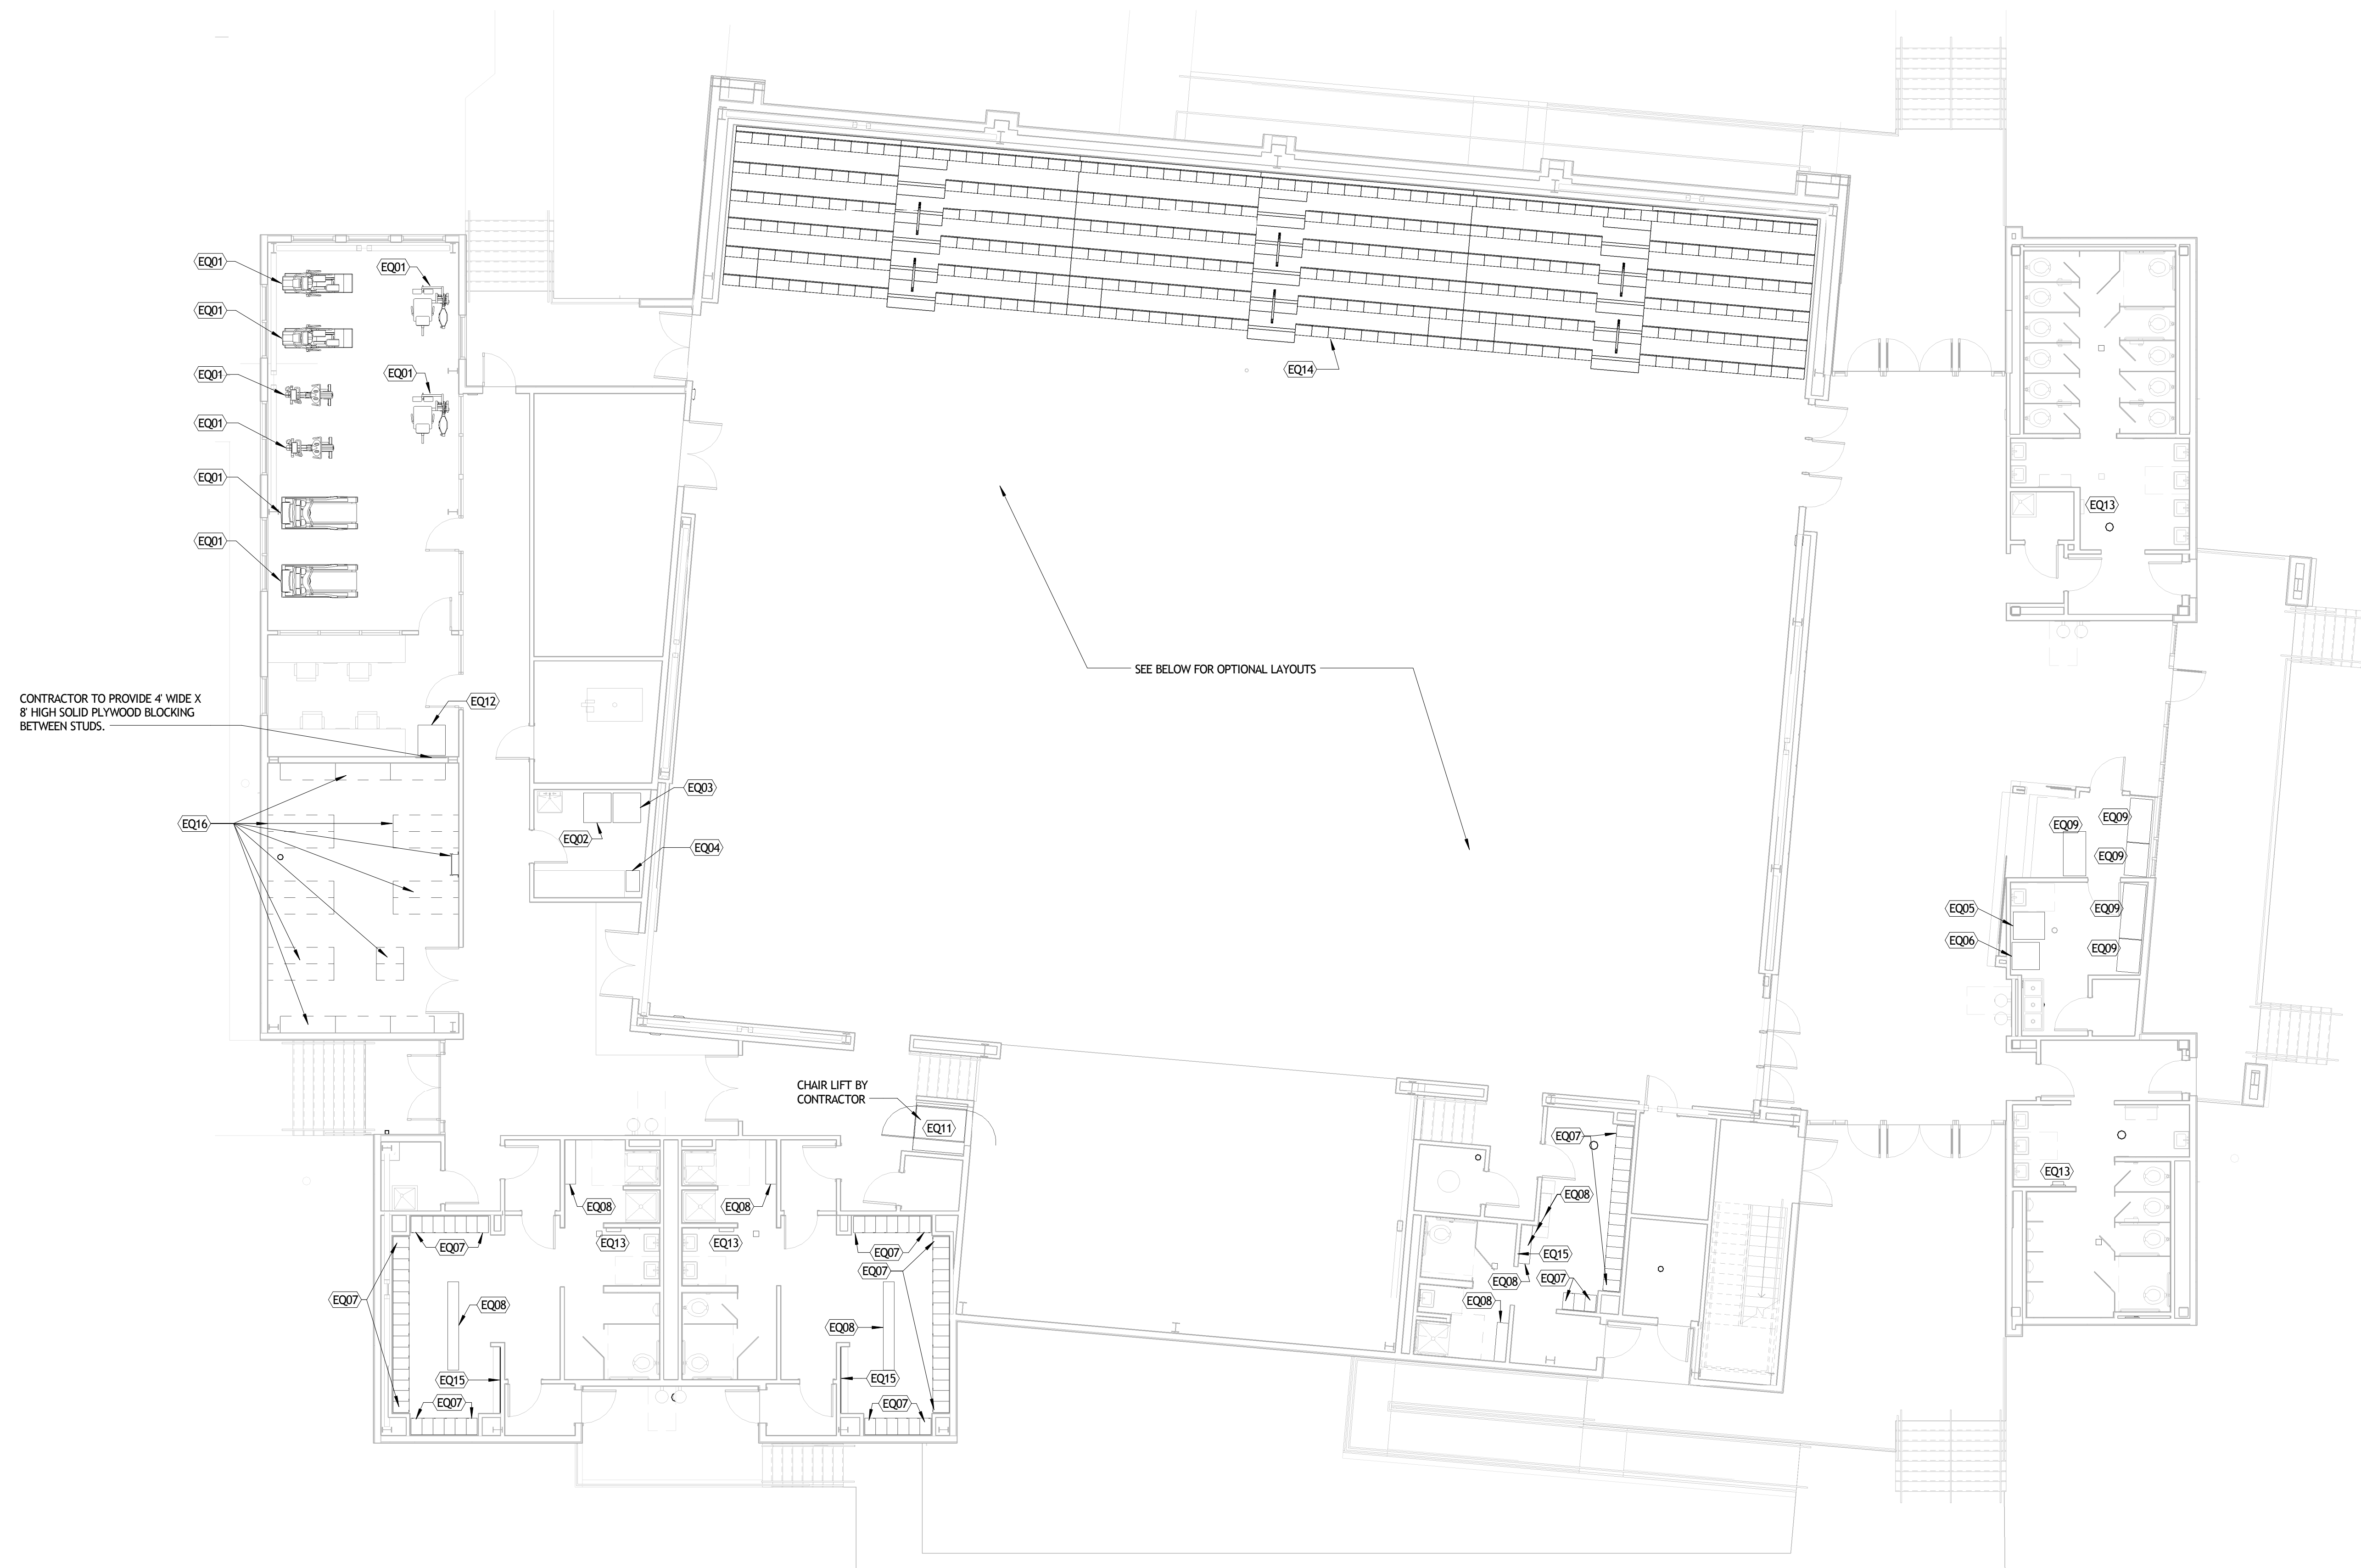 EQ01
EQ01
EQ01
EQ01
EQ14
EQ01
EQ01
EQ01
EQ01
EQ13
SEE BELOW FOR OPTIONAL LAYOUTS
CONTRACTOR TO PROVIDE 4' WIDE X
8' HIGH SOLID PLYWOOD BLOCKING
BETWEEN STUDS.
EQ12
EQ03
EQ16
EQ02
EQ04
EQ09
EQ09
EQ09
EQ05
EQ09
EQ06
EQ09
CHAIR LIFT BY
CONTRACTOR
EQ11
EQ07
EQ13
EQ08
EQ08
EQ08
EQ13
EQ13
EQ07
EQ07
EQ15
EQ07
EQ08
EQ07
EQ07
EQ08
EQ08
EQ08
EQ15
EQ15
EQ07
EQ07